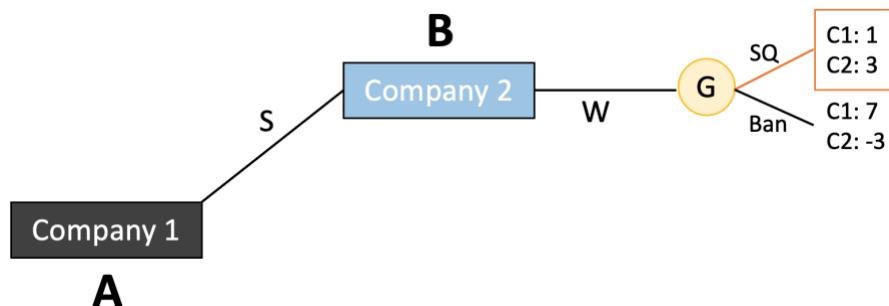 B
C1: 1
C2: 3
SQ
Company 2
G
S
W
Ban
C1: 7
C2: -3
Company 1
A